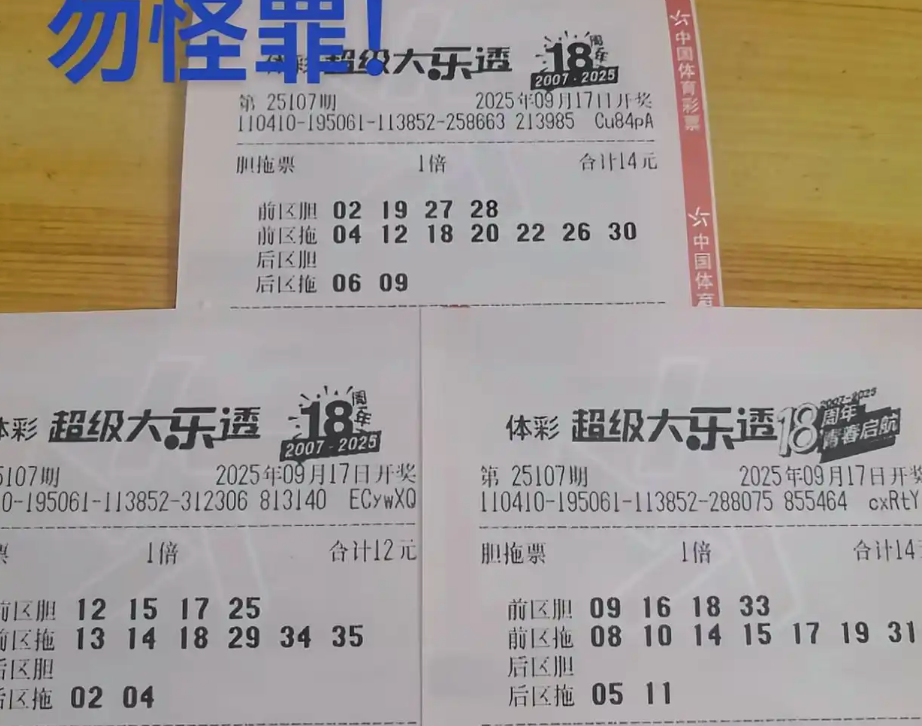 勿怪罪!
体彩 超级大乐透 18周年 2007-2025
第 25107期 2025年09月17日开奖
110410-195061-113852-258663 213985 Cu84pA
胆拖票 1倍 合计14元
前区胆 02 19 27 28
前区拖 04 12 18 20 22 26 30
后区胆
后区拖 06 09
中国体育彩票
中国体育
体彩 超级大乐透 18周年 2007-2025
5107期 2025年09月17日开奖
0-195061-113852-312306 813140 ECywXQ
票 1倍 合计12元
前区胆 12 15 17 25
前区拖 13 14 18 29 34 35
后区胆
后区拖 02 04
体彩 超级大乐透 18周年 2007-2025 青春启航
第 25107期 2025年09月17日开奖
110410-195061-113852-288075 855464 cxRtY
胆拖票 1倍 合计14元
前区胆 09 16 18 33
前区拖 08 10 14 15 17 19 31
后区胆
后区拖 05 11